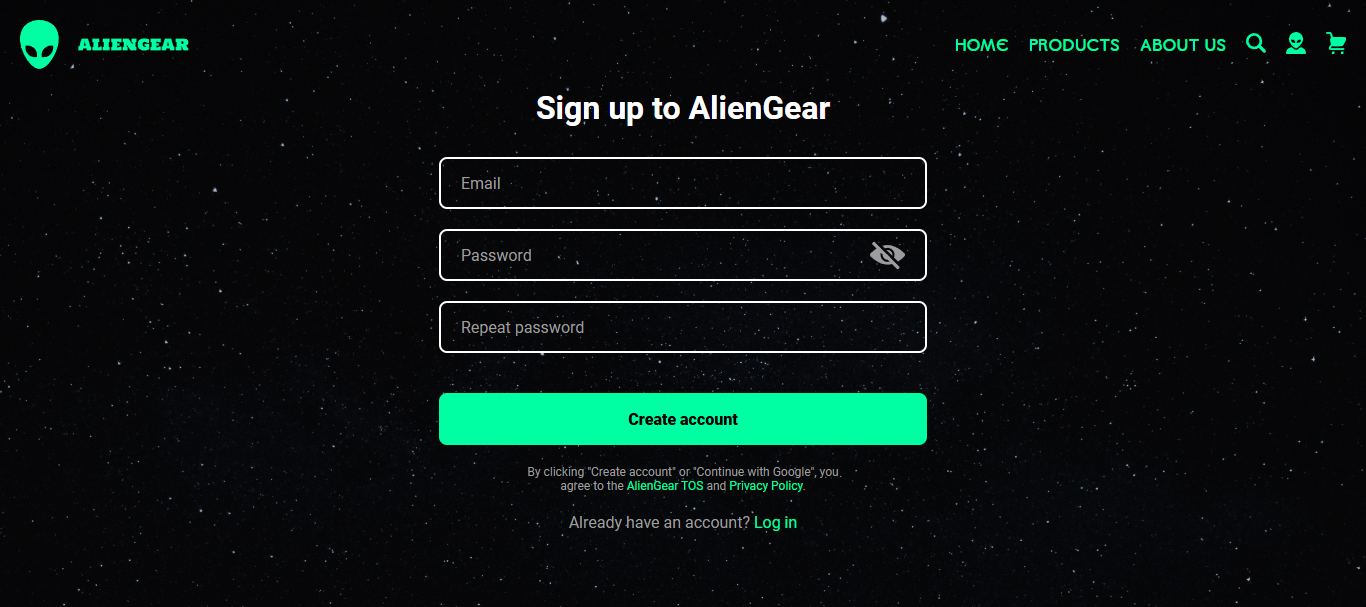 ALIENGEAR
HOME PRODUCTS ABOUT US
Sign up to AlienGear
Email
Password
Repeat password
Create account
By clicking "Create account" or "Continue with Google", you
agree to the AlienGear TOS and Privacy Policy.
Already have an account? Log in